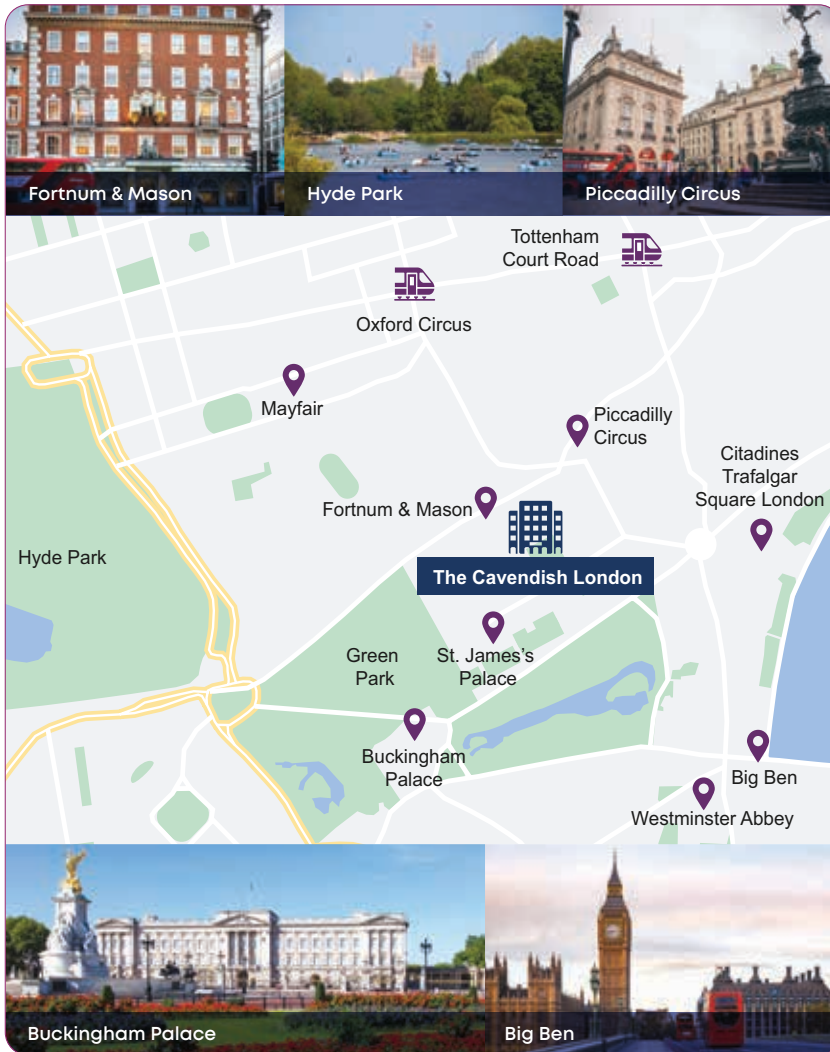 Fortnum & Mason
Hyde Park
Piccadilly Circus
Tottenham
Court Road
Oxford Circus
Mayfair
Piccadilly
Circus
Citadines
Trafalgar
Square London
Fortnum & Mason
Hyde Park
The Cavendish London
Green
Park
St. James's
Palace
Buckingham
Palace
Big Ben
Westminster Abbey
Buckingham Palace
Big Ben